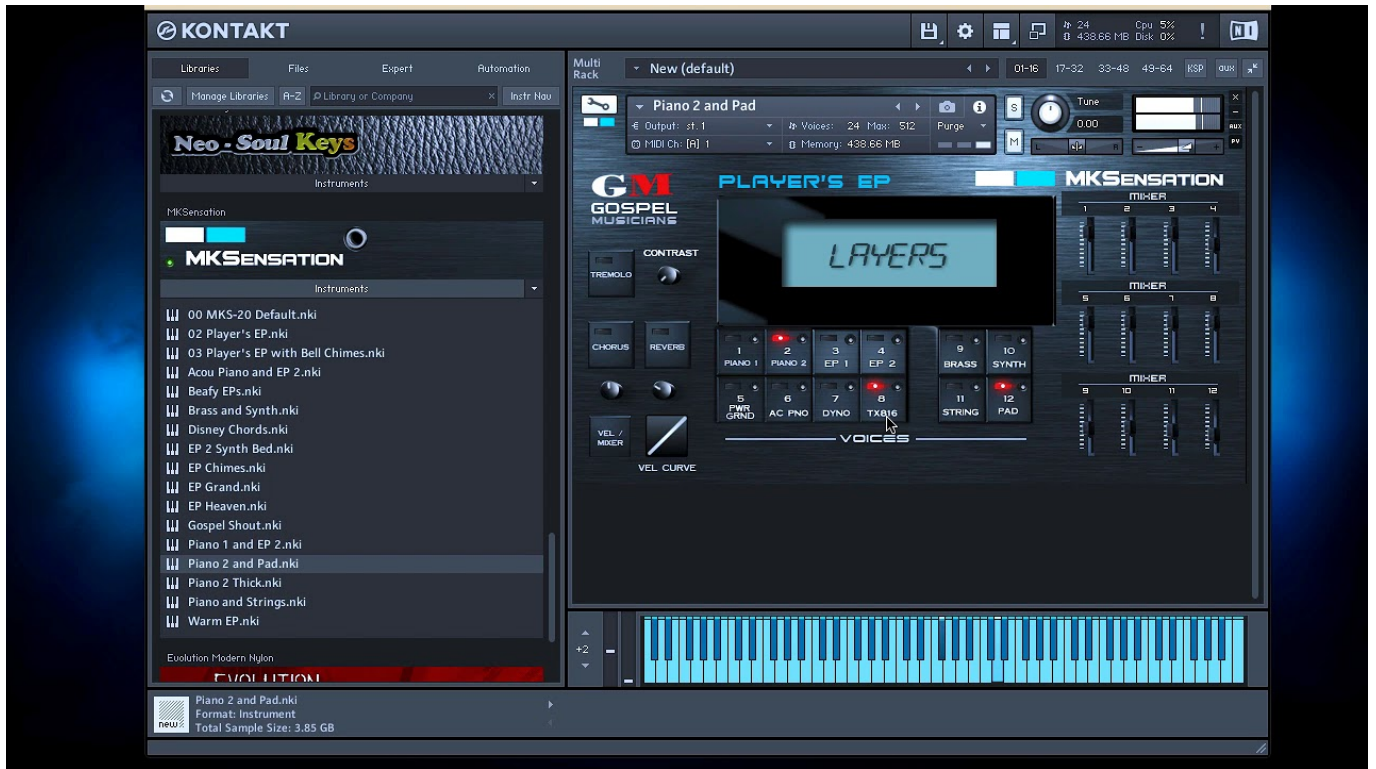 KONTAKT
24 Cpu 5%
438.66 MB Disk 0%
!
Libraries Files Expert Automation
Manage Libraries A-Z Library or Company × Instr Nav
Neo-Soul Keys
Instruments
MKSensation
MKSENSATION
Instruments
00 MKS-20 Default.nki
02 Player's EP.nki
03 Player's EP with Bell Chimes.nki
Acou Piano and EP 2.nki
Beafy EPs.nki
Brass and Synth.nki
Disney Chords.nki
EP 2 Synth Bed.nki
EP Chimes.nki
EP Grand.nki
EP Heaven.nki
Gospel Shout.nki
Piano 1 and EP 2.nki
Piano 2 and Pad.nki
Piano 2 Thick.nki
Piano and Strings.nki
Warm EP.nki
Evolution Modern Nylon
EVOLUTION
Piano 2 and Pad.nki
Format: Instrument
Total Sample Size: 3.85 GB
new
Multi Rack New (default) 01-16 17-32 33-48 49-64 KSP aux
Piano 2 and Pad
Output: st. 1 Voices: 24 Max: 512 Purge
MIDI Ch: [A] 1 Memory: 438.66 MB
S M
Tune
0.00
L R
- +
× - AUX PV
GM
GOSPEL
MUSICIANS
PLAYER'S EP
MKSENSATION
LAYERS
CONTRAST
TREMOLO
CHORUS REVERB
VEL / MIXER
VEL CURVE
1 PIANO 1
2 PIANO 2
3 EP 1
4 EP 2
9 BRASS
10 SYNTH
5 PWR GRND
6 AC PNO
7 DYNO
8 TX816
11 STRING
12 PAD
VOICES
MIXER
1 2 3 4
MIXER
5 6 7 8
MIXER
9 10 11 12
+2